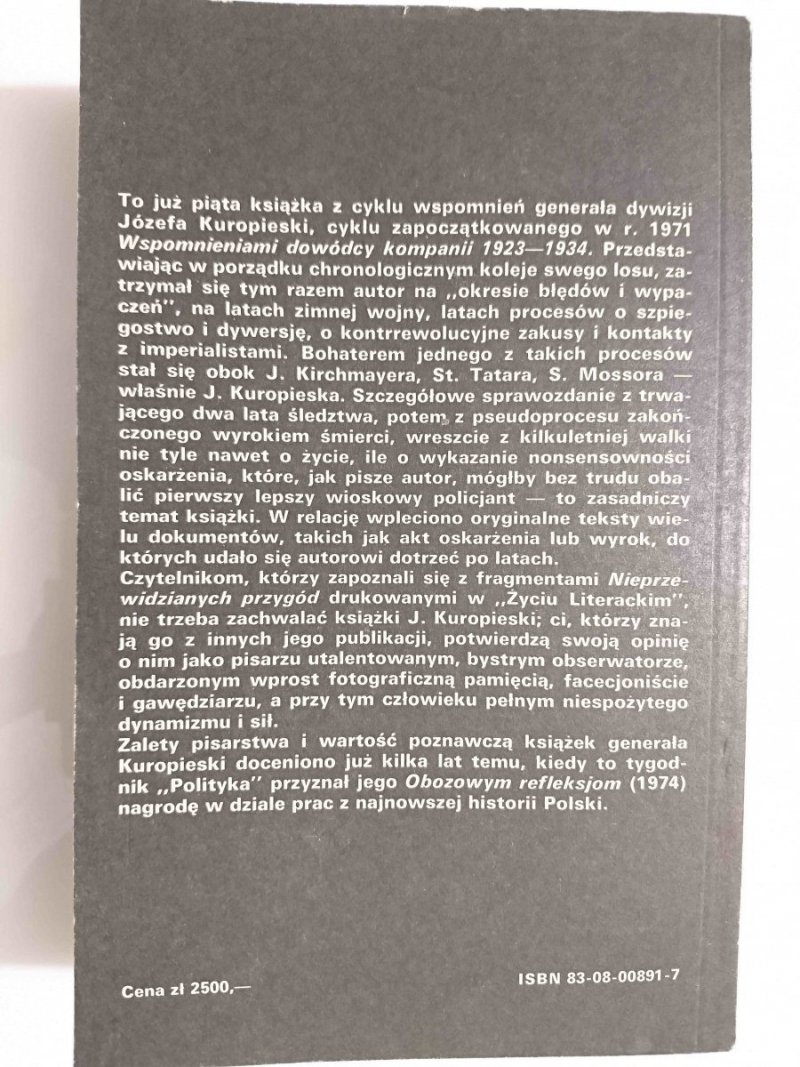 To już piąta książka z cyklu wspomnień generała dywizji
Józefa Kuropieski, cyklu zapoczątkowanego w r. 1971
Wspomnieniami dowódcy kompanii 1923—1934. Przedsta-
wiając w porządku chronologicznym koleje swego losu, za-
trzymał się tym razem autor na „okresie błędów i wypa-
czeń", na latach zimnej wojny, latach procesów o szpie-
gostwo i dywersję, o kontrrewolucyjne zakusy i kontakty
z imperialistami. Bohaterem jednego z takich procesów
stał się obok J. Kirchmayera, St. Tatara, S. Mossora —
właśnie J. Kuropieska. Szczegółowe sprawozdanie z trwa-
jącego dwa lata śledztwa, potem z pseudoprocesu zakoń-
czonego wyrokiem śmierci, wreszcie z kilkuletniej walki
nie tyle nawet o życie, ile o wykazanie nonsensowności
oskarżenia, które, jak pisze autor, mógłby bez trudu oba-
lić pierwszy lepszy wioskowy policjant — to zasadniczy
temat książki. W relację wpleciono oryginalne teksty wie-
lu dokumentów, takich jak akt oskarżenia lub wyrok, do
których udało się autorowi dotrzeć po latach.
Czytelnikom, którzy zapoznali się z fragmentami Nieprze-
widzianych przygód drukowanymi w „Życiu Literackim",
nie trzeba zachwalać książki J. Kuropieski; ci, którzy zna-
ją go z innych jego publikacji, potwierdzą swoją opinię
o nim jako pisarzu utalentowanym, bystrym obserwatorze,
obdarzonym wprost fotograficzną pamięcią, facecjoniście
i gawędziarzu, a przy tym człowieku pełnym niespożytego
dynamizmu i sił.
Zalety pisarstwa i wartość poznawczą książek generała
Kuropieski doceniono już kilka lat temu, kiedy to tygod-
nik „Polityka" przyznał jego Obozowym refleksjom (1974)
nagrodę w dziale prac z najnowszej historii Polski.
Cena zł 2500,—
ISBN 83-08-00891-7